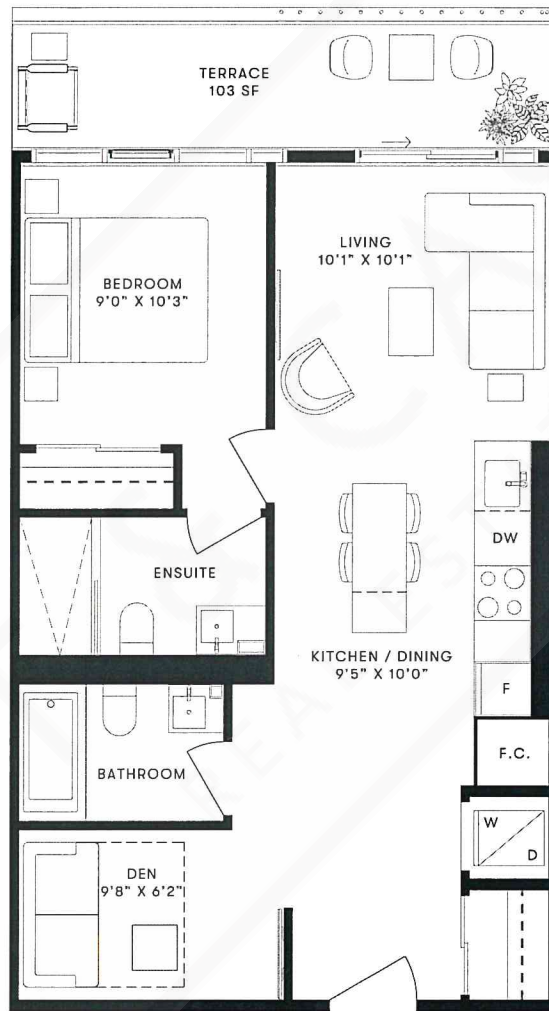 TERRACE
103 SF
BEDROOM
9'0" X 10'3"
LIVING
10'1" X 10'1"
DW
ENSUITE
KITCHEN / DINING
9'5" X 10'0"
F
F.C.
BATHROOM
W
D
DEN
9'8" X 6'2"